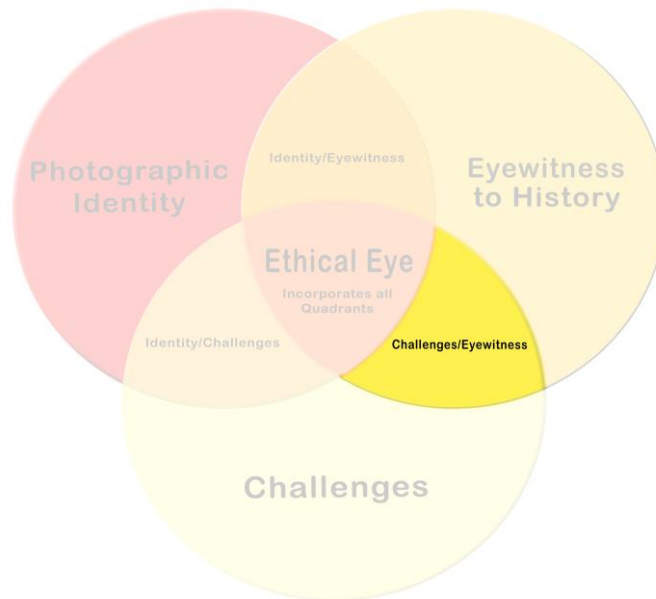 Identity/Eyewitness
Photographic
Identity
Eyewitness
to History
Ethical Eye
Incorporates all
Quadrants
Identity/Challenges
Challenges/Eyewitness
Challenges